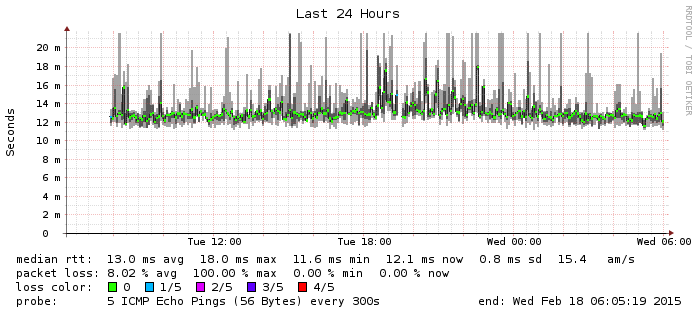 Last 24 Hours
RRDTOOL / TOBI OETIKER
Seconds
20 m
18 m
16 m
14 m
12 m
10 m
8 m
6 m
4 m
2 m
0
Tue 12:00 Tue 18:00 Wed 00:00 Wed 06:00
median rtt: 13.0 ms avg 18.0 ms max 11.6 ms min 12.1 ms now 0.8 ms sd 15.4 am/s
packet loss: 8.02 % avg 100.00 % max 0.00 % min 0.00 % now
loss color: 0 1/5 2/5 3/5 4/5
probe: 5 ICMP Echo Pings (56 Bytes) every 300s end: Wed Feb 18 06:05:19 2015